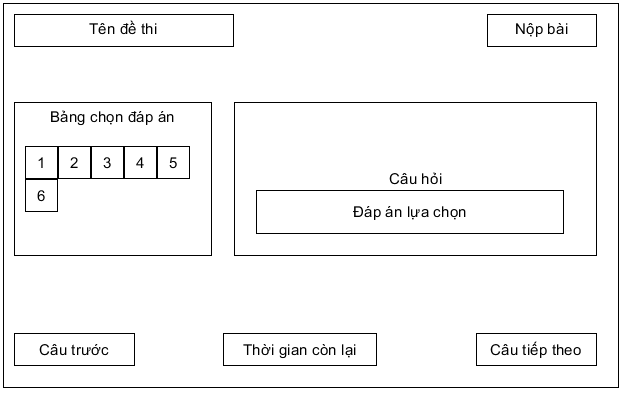 Tên đề thi
Nộp bài
Bảng chọn đáp án
1 2 3 4 5
6
Câu hỏi
Đáp án lựa chọn
Câu trước
Thời gian còn lại
Câu tiếp theo